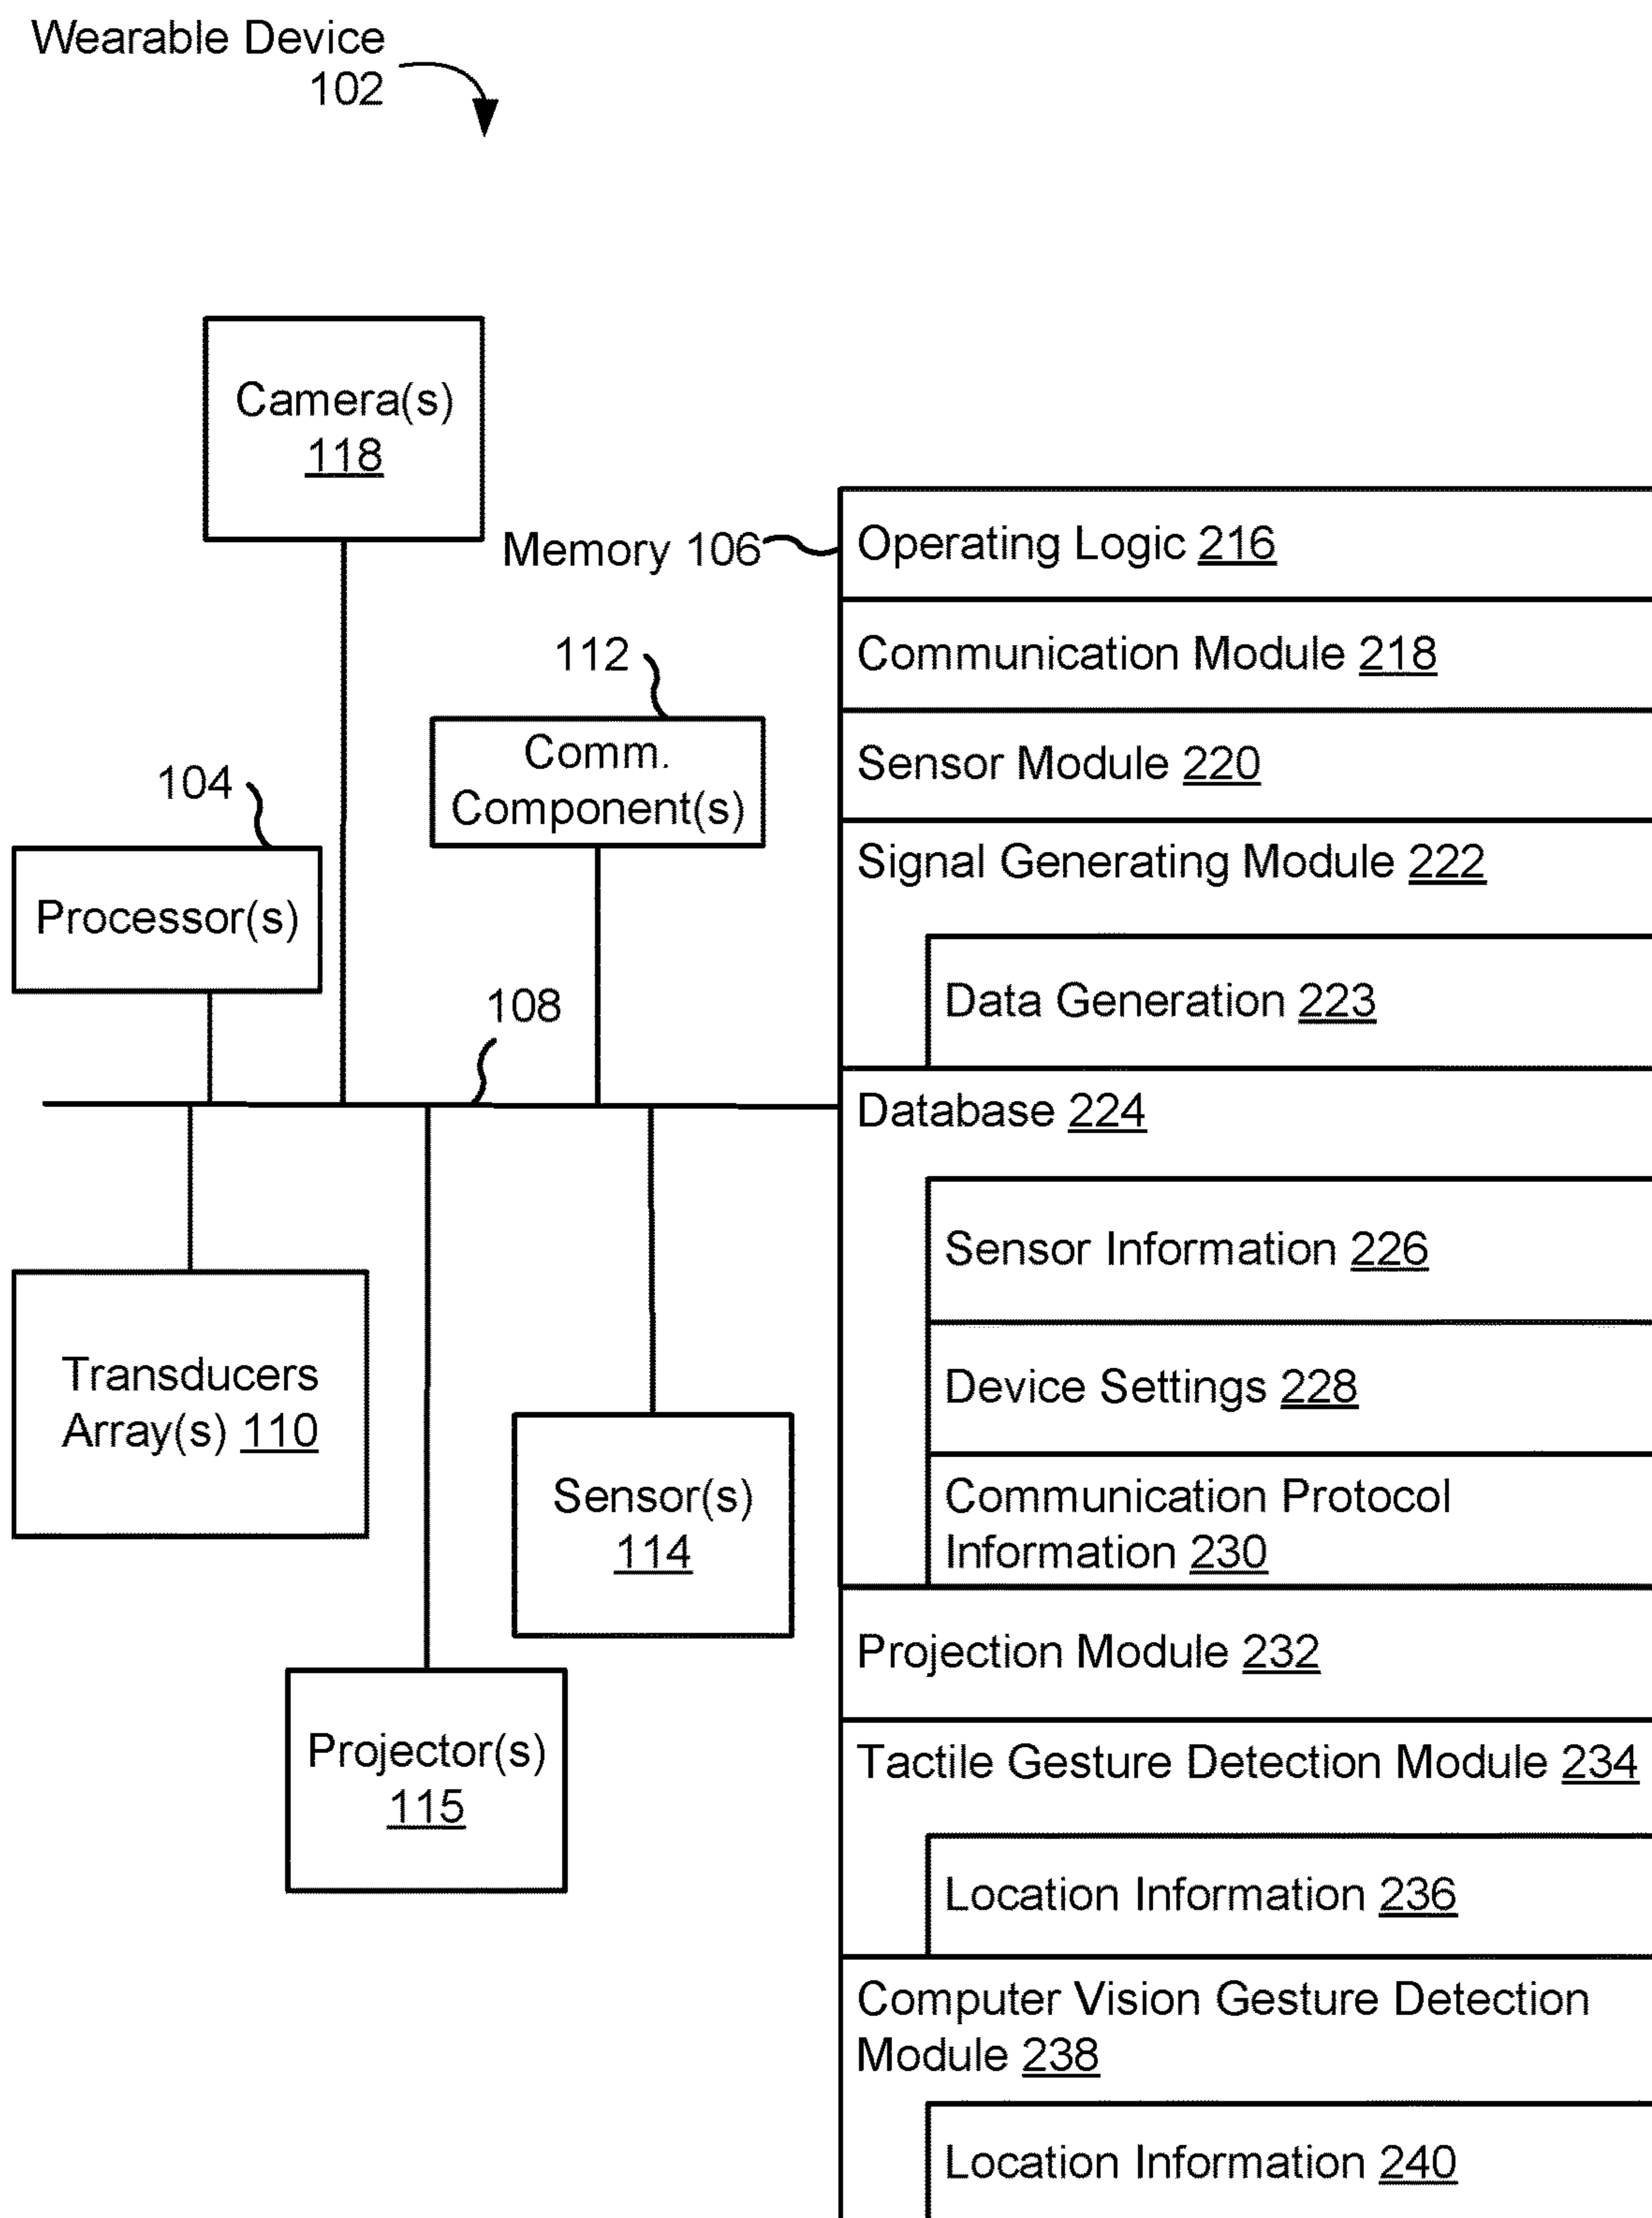 Wearable Device
102
Camera(s)
118
Memory 106
112
Comm.
Component(s)
104
Processor(s)
108
Transducers
Array(s) 110
Sensor(s)
114
Projector(s)
115
Operating Logic 216
Communication Module 218
Sensor Module 220
Signal Generating Module 222
Data Generation 223
Database 224
Sensor Information 226
Device Settings 228
Communication Protocol
Information 230
Projection Module 232
Tactile Gesture Detection Module 234
Location Information 236
Computer Vision Gesture Detection
Module 238
Location Information 240